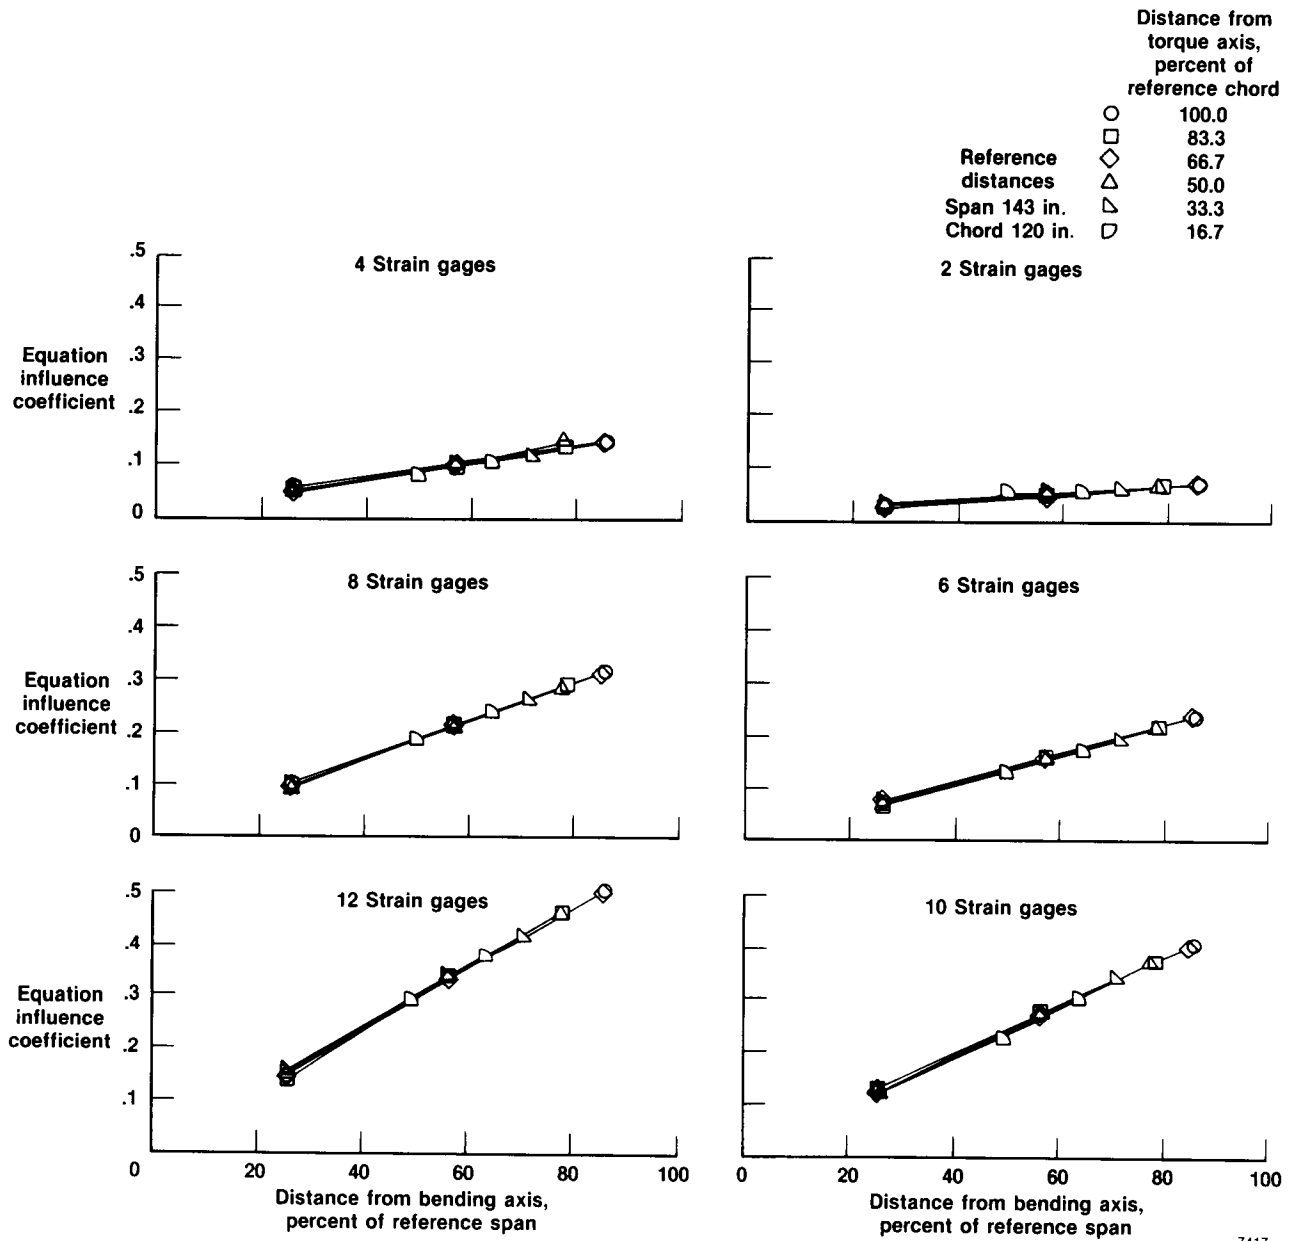 Distance from
torque axis,
percent of
reference chord
100.0
83.3
Reference 66.7
distances 50.0
Span 143 in. 33.3
Chord 120 in. 16.7
4 Strain gages
.5
.4
.3
.2
.1
0
Equation
influence
coefficient
2 Strain gages
8 Strain gages
.5
.4
.3
.2
.1
0
Equation
influence
coefficient
6 Strain gages
12 Strain gages
.5
.4
.3
.2
.1
0
Equation
influence
coefficient
20 40 60 80 100
Distance from bending axis,
percent of reference span
10 Strain gages
0 20 40 60 80 100
Distance from bending axis,
percent of reference span